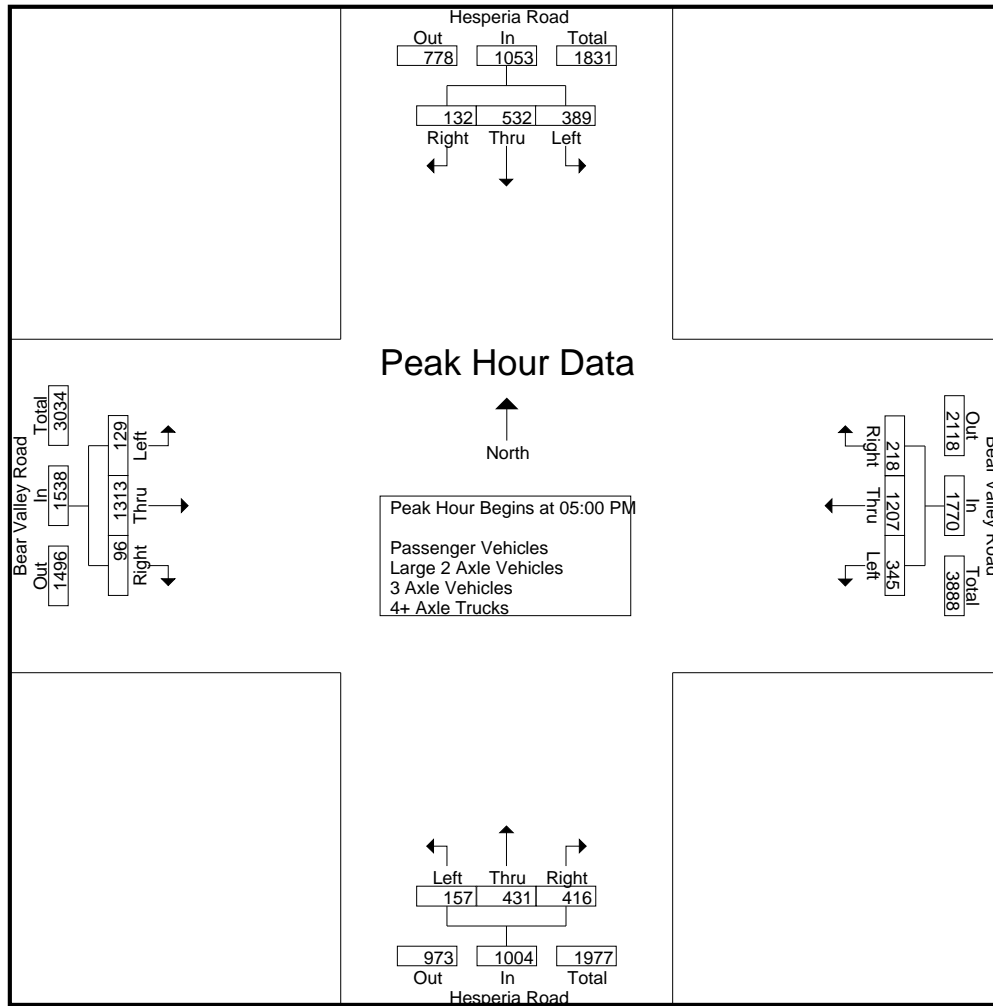 Hesperia Road
Out In Total
778 1053 1831
132 532 389
Right Thru Left
Peak Hour Data
North
Peak Hour Begins at 05:00 PM
Passenger Vehicles
Large 2 Axle Vehicles
3 Axle Vehicles
4+ Axle Trucks
Bear Valley Road
Out In Total
1496 1538 3034
96 1313 129
Right Thru Left
Bear Valley Road
Out In Total
2118 1770 3888
218 1207 345
Right Thru Left
Left Thru Right
157 431 416
973 1004 1977
Out In Total
Hesperia Road